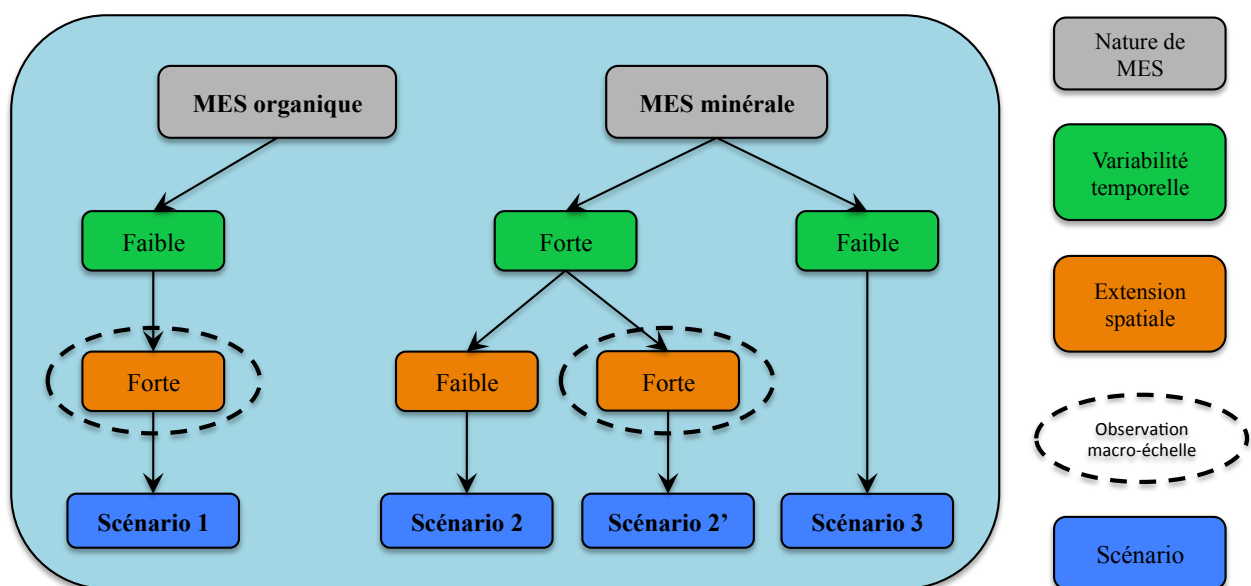 MES organique
MES minérale
Faible
Forte
Faible
Forte
Faible
Forte
Scénario 1
Scénario 2
Scénario 2’
Scénario 3
Nature de
MES
Variabilité
temporelle
Extension
spatiale
Observation
macro-échelle
Scénario